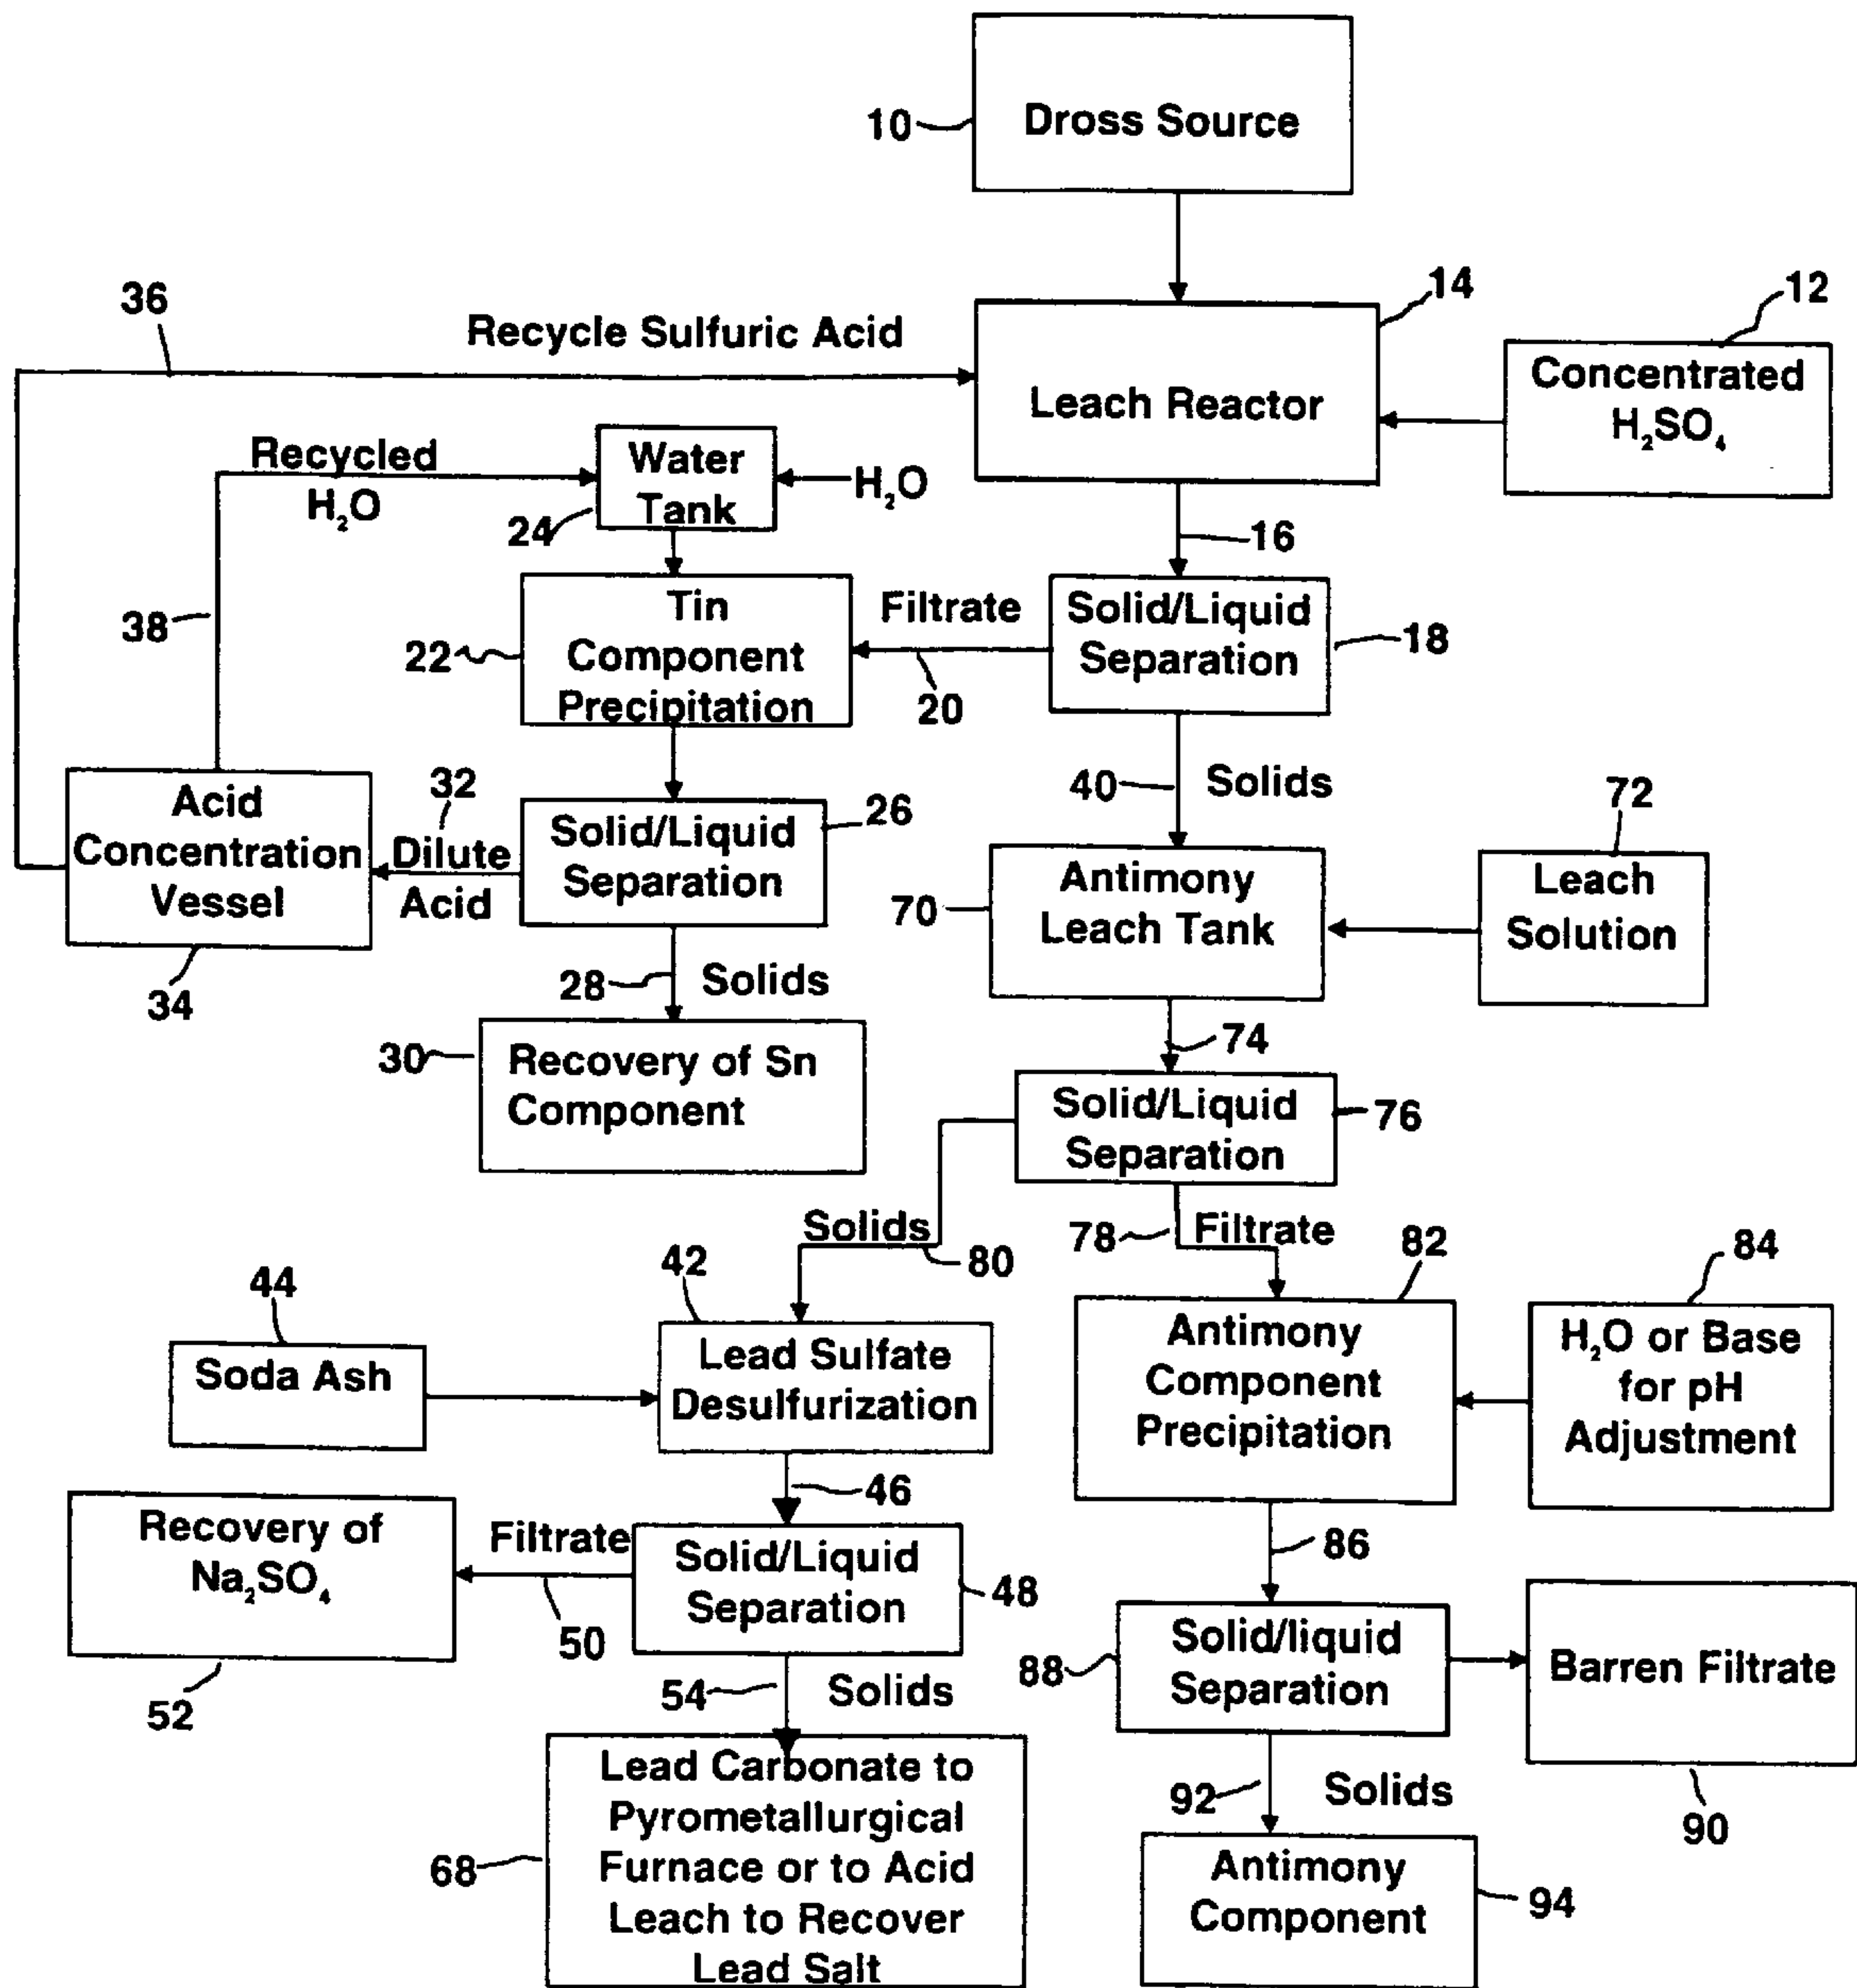 10
Dross Source
36
Recycle Sulfuric Acid
14
12
Leach Reactor
Concentrated
H₂SO₄
Recycled
H₂O
Water
Tank
24
H₂O
16
38
22
Tin
Component
Precipitation
Filtrate
20
Solid/Liquid
Separation
18
Acid
Concentration
Vessel
34
32
Dilute
Acid
Solid/Liquid
Separation
26
40
Solids
70
Antimony
Leach Tank
72
Leach
Solution
28
Solids
30
Recovery of Sn
Component
74
Solid/Liquid
Separation
76
Solids
80
78
Filtrate
82
84
44
Soda Ash
42
Lead Sulfate
Desulfurization
Antimony
Component
Precipitation
H₂O or Base
for pH
Adjustment
46
86
Recovery of
Na₂SO₄
52
Filtrate
50
Solid/Liquid
Separation
48
88
Solid/liquid
Separation
Barren Filtrate
90
54
Solids
92
Solids
68
Lead Carbonate to
Pyrometallurgical
Furnace or to Acid
Leach to Recover
Lead Salt
Antimony
Component
94